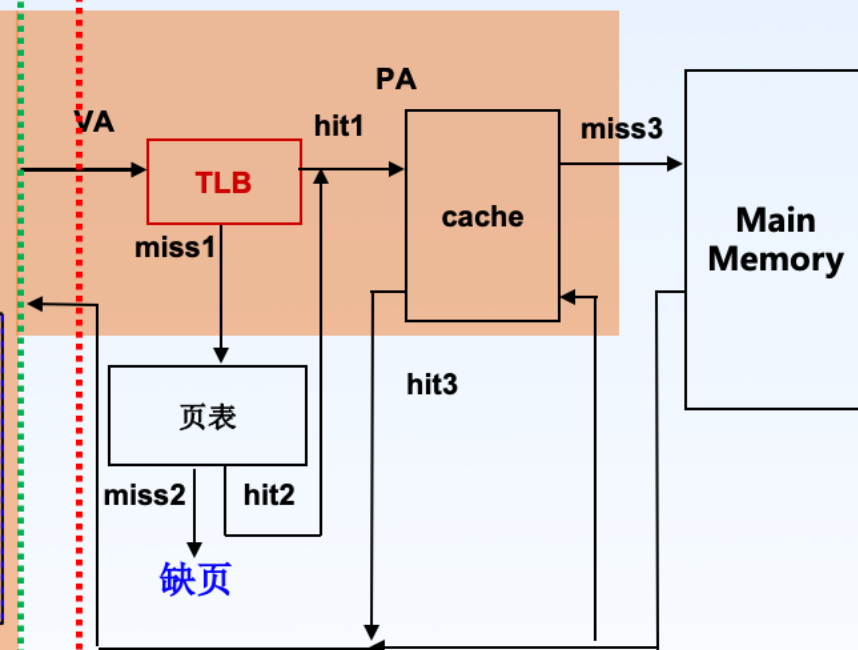 PA
VA
hit1
miss3
TLB
cache
Main
Memory
miss1
hit3
页表
miss2
hit2
缺页